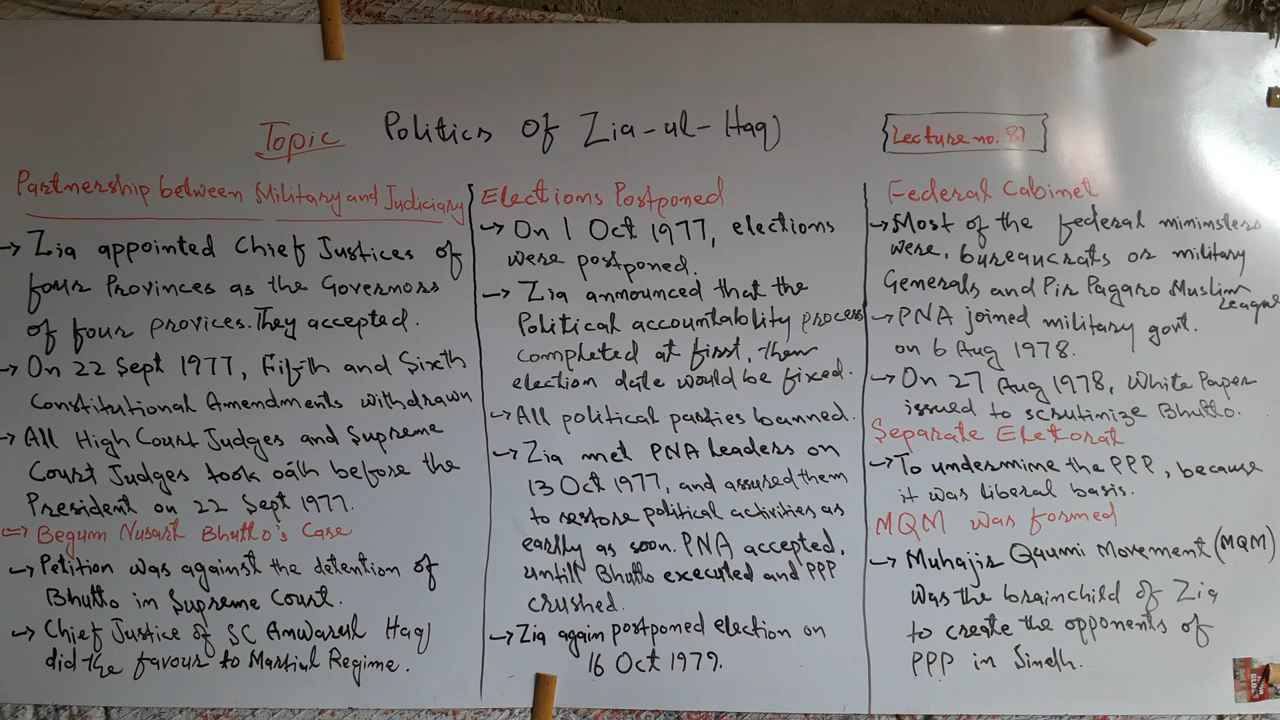 Topic Politics of Zia-ul-Haq
Lecture no. 81
Partnership between Military and Judiciary
→ Zia appointed Chief Justices of
four Provinces as the Governors
of four provices. They accepted.
→ On 22 Sept 1977, Fifth and Sixth
Constitutional Amendments withdrawn
→ All High Court Judges and Supreme
Court Judges took oath before the
President on 22 Sept 1977.
⇒ Begum Nusart Bhutto's Case
→ Petition was against the detention of
Bhutto in Supreme Court.
→ Chief Justice of SC Anwarul Haq
did the favour to Martial Regime.
Elections Postponed
→ On 1 Oct 1977, elections
were postponed.
→ Zia announced that the
Political accountability process
completed at first, then
election date would be fixed.
→ All political parties banned.
→ Zia met PNA leaders on
13 Oct 1977, and assured them
to restore political activities as
earlly as soon. PNA accepted,
untill Bhutto executed and PPP
crushed.
→ Zia again postponed election on
16 Oct 1979.
Federal Cabinet
→ Most of the federal minimsters
were, bureaucrats or military
Generals and Pir Pagaro Muslim
League
→ PNA joined military govt.
on 6 Aug 1978.
→ On 27 Aug 1978, White Paper
issued to scrutinize Bhutto.
Separate Eletorat
→ To undermine the PPP, because
it was liberal basis.
MQM was formed
→ Muhajir Qaumi Movement (MQM)
was the brainchild of Zia
to create the opponents of
PPP in Sindh.